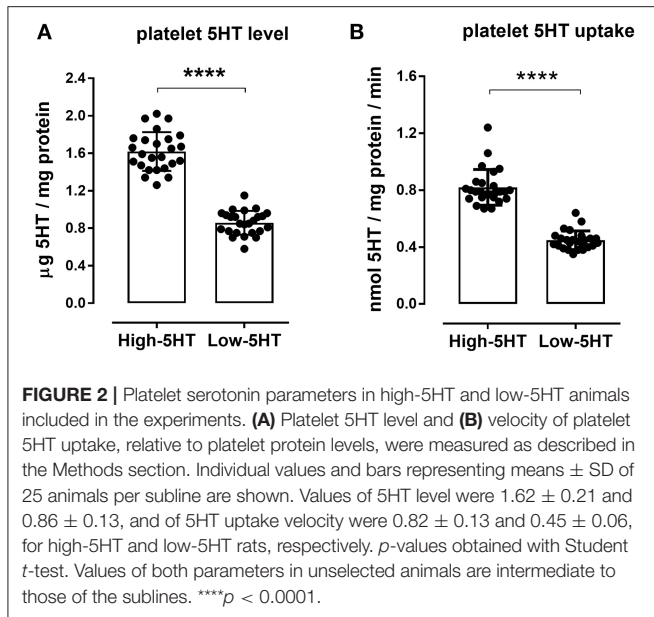 A
platelet 5HT level
µg 5HT / mg protein
2.4
2.0
1.6
1.2
0.8
0.4
0.0
****
High-5HT
Low-5HT
B
platelet 5HT uptake
nmol 5HT / mg protein / min
1.6
1.2
0.8
0.4
0.0
****
High-5HT
Low-5HT
FIGURE 2 | Platelet serotonin parameters in high-5HT and low-5HT animals
included in the experiments. (A) Platelet 5HT level and (B) velocity of platelet
5HT uptake, relative to platelet protein levels, were measured as described in
the Methods section. Individual values and bars representing means ± SD of
25 animals per subline are shown. Values of 5HT level were 1.62 ± 0.21 and
0.86 ± 0.13, and of 5HT uptake velocity were 0.82 ± 0.13 and 0.45 ± 0.06,
for high-5HT and low-5HT rats, respectively. p-values obtained with Student
t-test. Values of both parameters in unselected animals are intermediate to
those of the sublines. ****p < 0.0001.